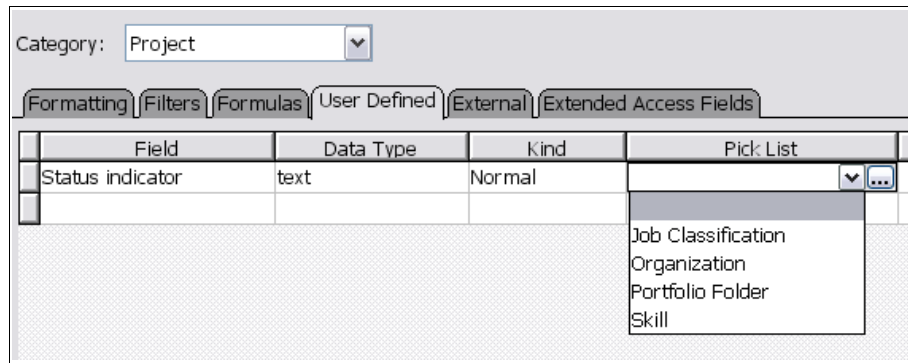 Category: Project
Formatting Filters Formulas User Defined External Extended Access Fields
Field Data Type Kind Pick List
Status indicator text Normal ...
Job Classification
Organization
Portfolio Folder
Skill